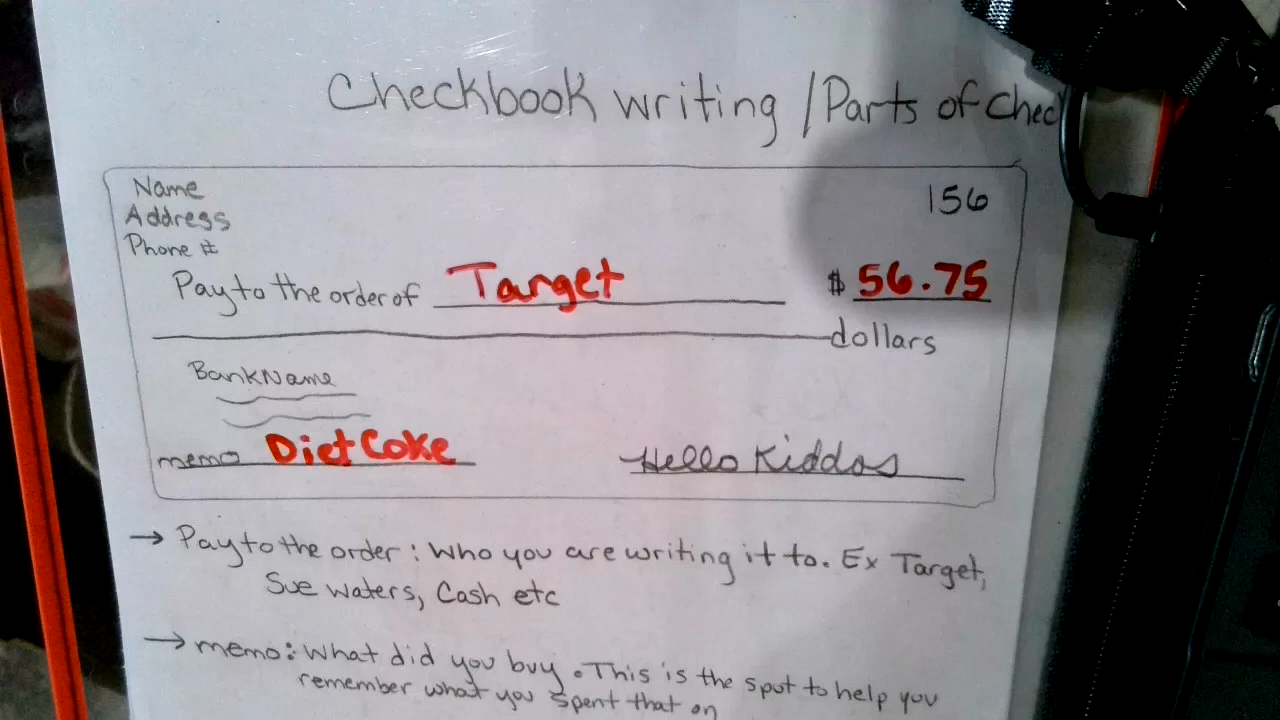 Checkbook writing / Parts of Chec
Name
156
Address
Phone #
Pay to the order of Target $ 56.75
dollars
Bank Name
memo Diet Coke Hello Kiddos
→ Pay to the order: Who you are writing it to. Ex Target,
Sue Waters, Cash etc
→ memo: What did you buy. This is the spot to help you
remember what you spent that on